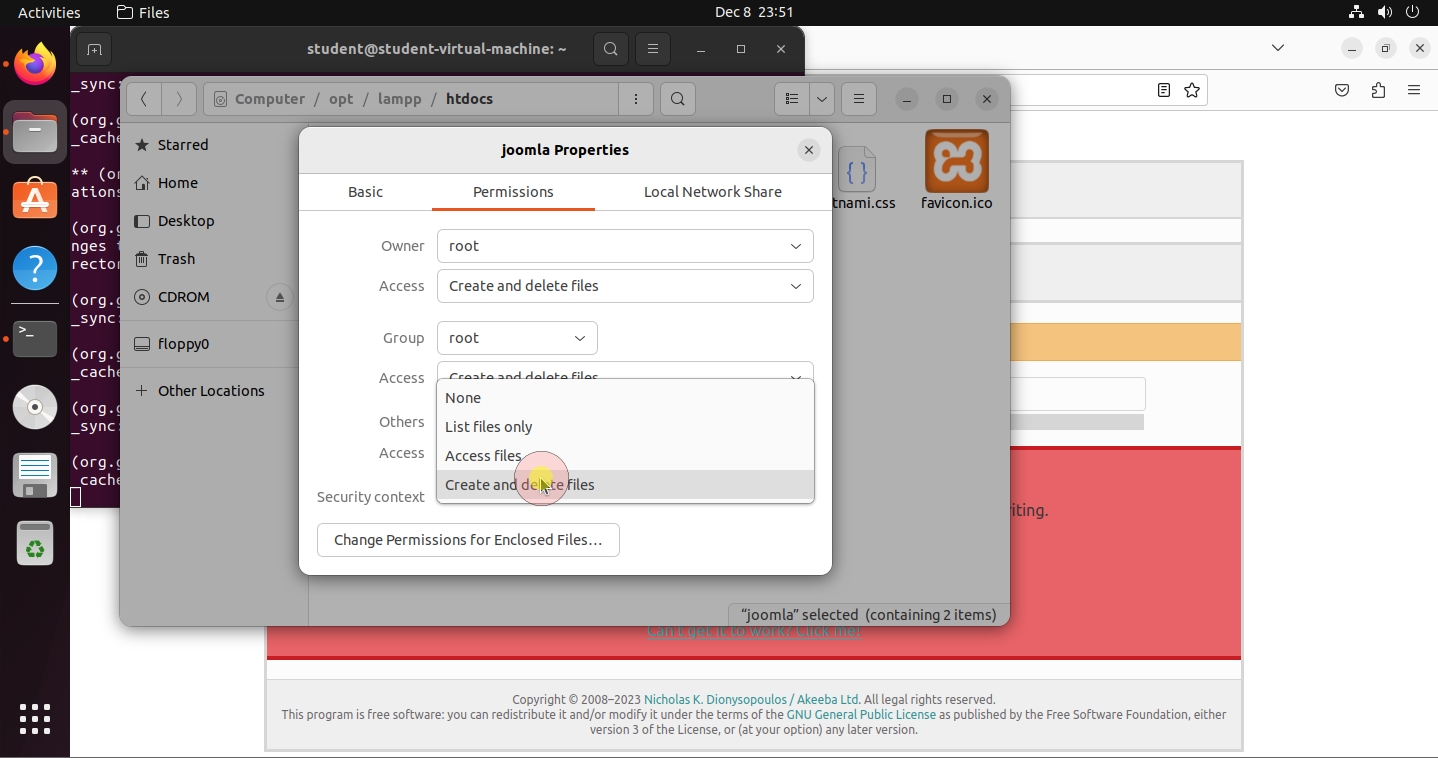 Activities Files Dec 8 23:51
student@student-virtual-machine: ~
_sync:
Computer / opt / lampp / htdocs
(org.g
_cache
** (or
ations
(org.g
nges t
rector
(org.g
_sync:
(org.g
_cache
(org.g
_sync:
(org.g
_cache
Starred
Home
Desktop
Trash
CDROM
floppy0
Other Locations
tnami.css
favicon.ico
joomla Properties
Basic Permissions Local Network Share
Owner root
Access Create and delete files
Group root
Access Create and delete files
Others
Access
None
List files only
Access files
Create and delete files
Security context
Change Permissions for Enclosed Files...
"joomla" selected (containing 2 items)
iting.
Can't get it to work? Click me!
Copyright © 2008–2023 Nicholas K. Dionysopoulos / Akeeba Ltd. All legal rights reserved.
This program is free software: you can redistribute it and/or modify it under the terms of the GNU General Public License as published by the Free Software Foundation, either
version 3 of the License, or (at your option) any later version.